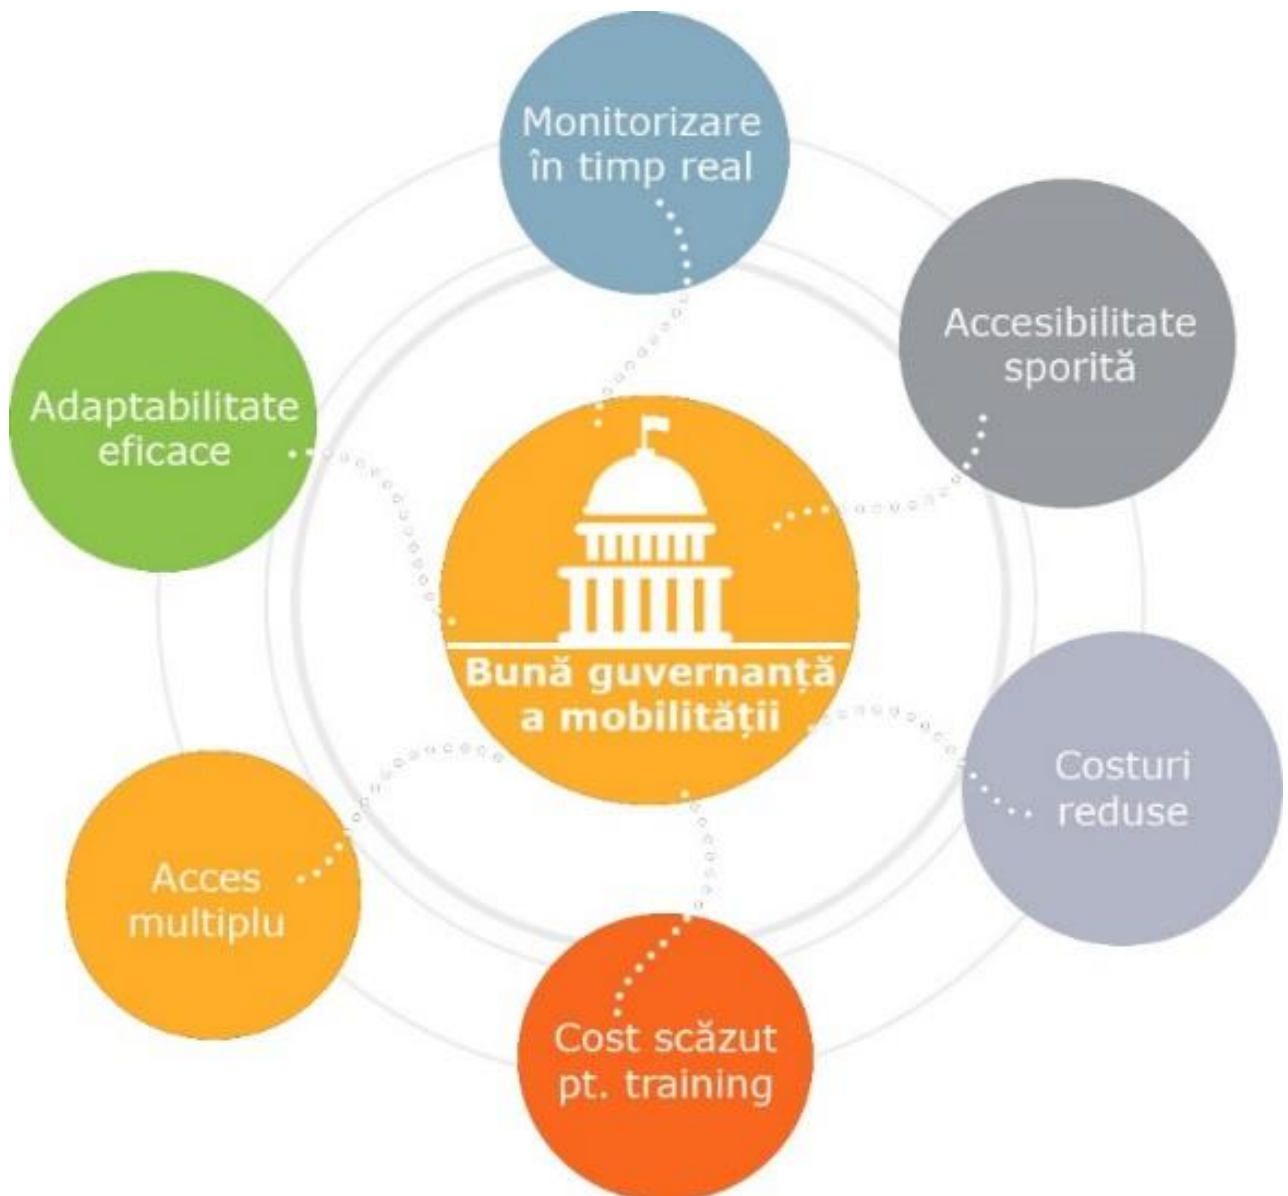 Monitorizare
în timp real
Accesibilitate
sporită
Adaptabilitate
eficace
Bună guvernanță
a mobilității
Costuri
reduse
Acces
multiplu
Cost scăzut
pt. training